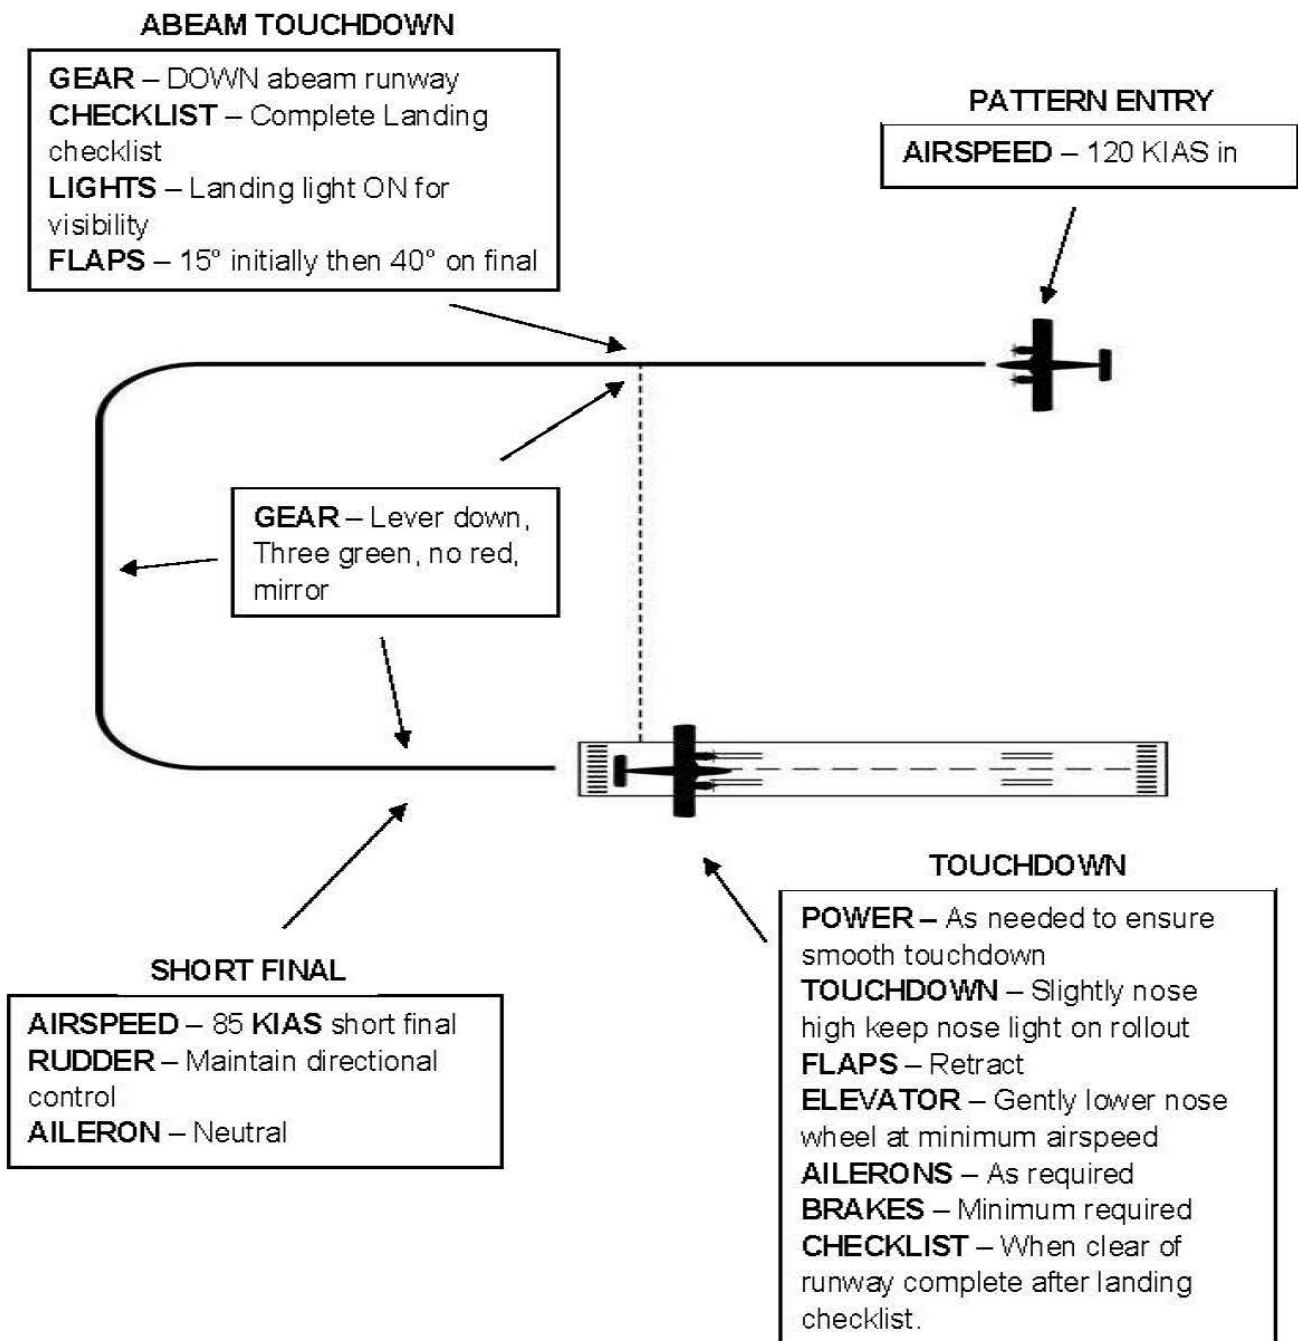 ABEAM TOUCHDOWN
GEAR – DOWN abeam runway
CHECKLIST – Complete Landing
checklist
LIGHTS – Landing light ON for
visibility
FLAPS – 15° initially then 40° on final
PATTERN ENTRY
AIRSPEED – 120 KIAS in
GEAR – Lever down,
Three green, no red,
mirror
SHORT FINAL
AIRSPEED – 85 KIAS short final
RUDDER – Maintain directional
control
AILERON – Neutral
TOUCHDOWN
POWER – As needed to ensure
smooth touchdown
TOUCHDOWN – Slightly nose
high keep nose light on rollout
FLAPS – Retract
ELEVATOR – Gently lower nose
wheel at minimum airspeed
AILERONS – As required
BRAKES – Minimum required
CHECKLIST – When clear of
runway complete after landing
checklist.